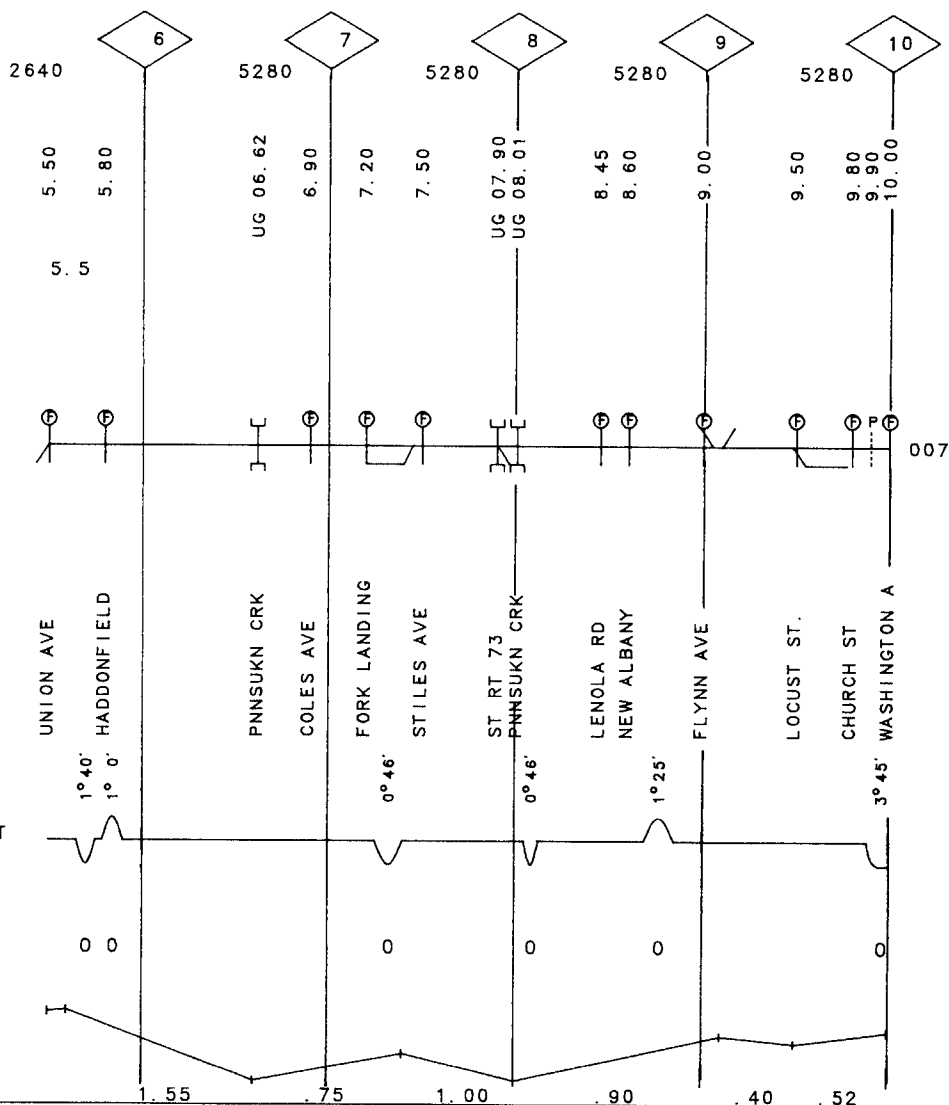 6 7 8 9 10
2640 5280 5280 5280 5280
5.50
5.80
UG 06.62
6.90
7.20
7.50
UG 07.90
UG 08.01
8.45
8.60
9.00
9.50
9.80
9.90
10.00
5.5
F F F F F F F F F F P F
007
UNION AVE
HADDONFIELD
PNNSUKN CRK
COLES AVE
FORK LANDING
STILES AVE
ST RT 73
PNNSUKN CRK
LENOLA RD
NEW ALBANY
FLYNN AVE
LOCUST ST.
CHURCH ST
WASHINGTON A
1°40'
1° 0'
0°46'
0°46'
1°25'
3°45'
T
0 0 0 0 0 0
1.55 .75 1.00 .90 .40 .52